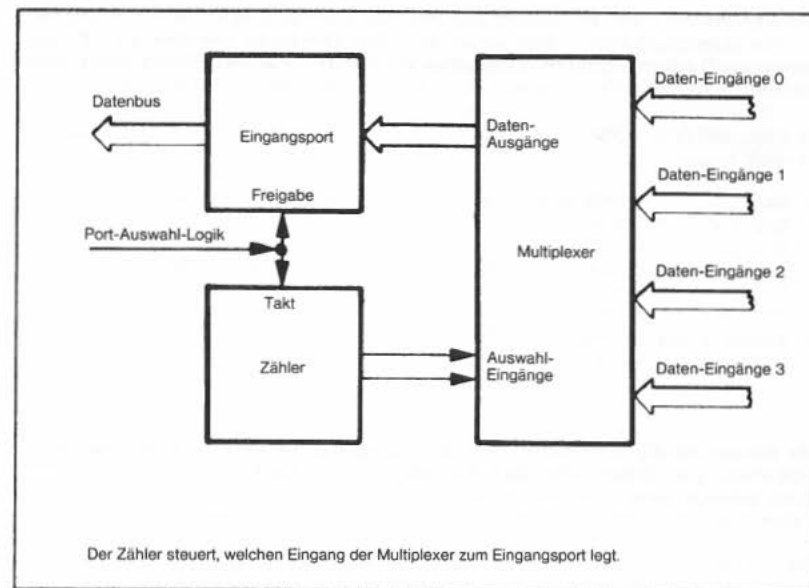 Daten-Eingänge 0
Datenbus
Eingangsport
Daten-
Ausgänge
Daten-Eingänge 1
Freigabe
Port-Auswahl-Logik
Multiplexer
Daten-Eingänge 2
Takt
Zähler
Auswahl-
Eingänge
Daten-Eingänge 3
Der Zähler steuert, welchen Eingang der Multiplexer zum Eingangsport legt.